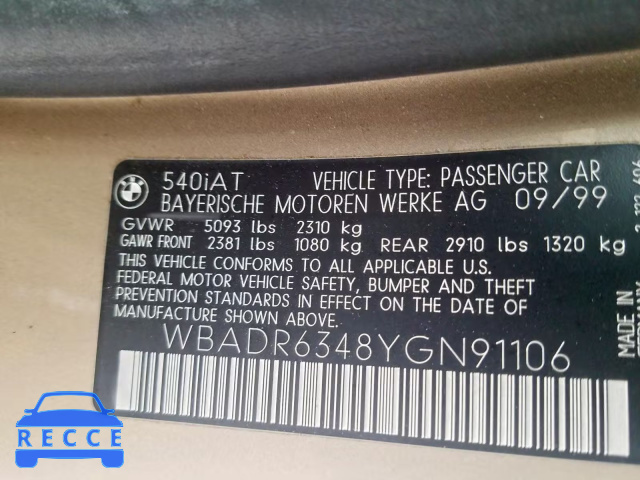 BMW
540iAT VEHICLE TYPE: PASSENGER CAR
BAYERISCHE MOTOREN WERKE AG 09/99
GVWR 5093 lbs 2310 kg
GAWR FRONT 2381 lbs 1080 kg REAR 2910 lbs 1320 kg
THIS VEHICLE CONFORMS TO ALL APPLICABLE U.S.
FEDERAL MOTOR VEHICLE SAFETY, BUMPER AND THEFT
PREVENTION STANDARDS IN EFFECT ON THE DATE OF
MANUFACTURE SHOWN ABOVE.
WBADR6348YGN91106
RECCE